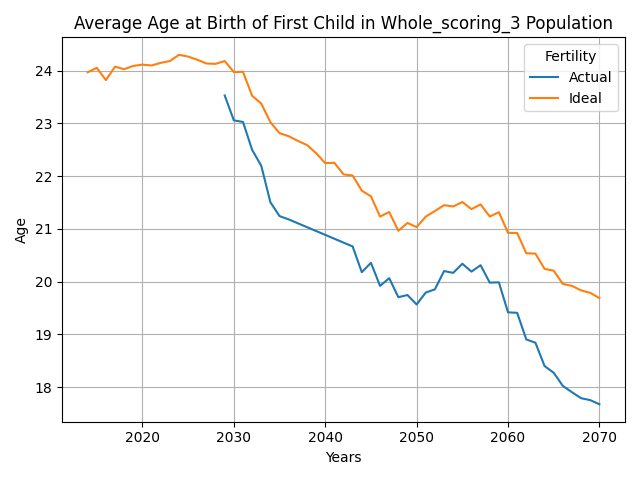 Average Age at Birth of First Child in Whole_scoring_3 Population
Fertility
Actual
Ideal
Age
24
23
22
21
20
19
18
2020 2030 2040 2050 2060 2070
Years